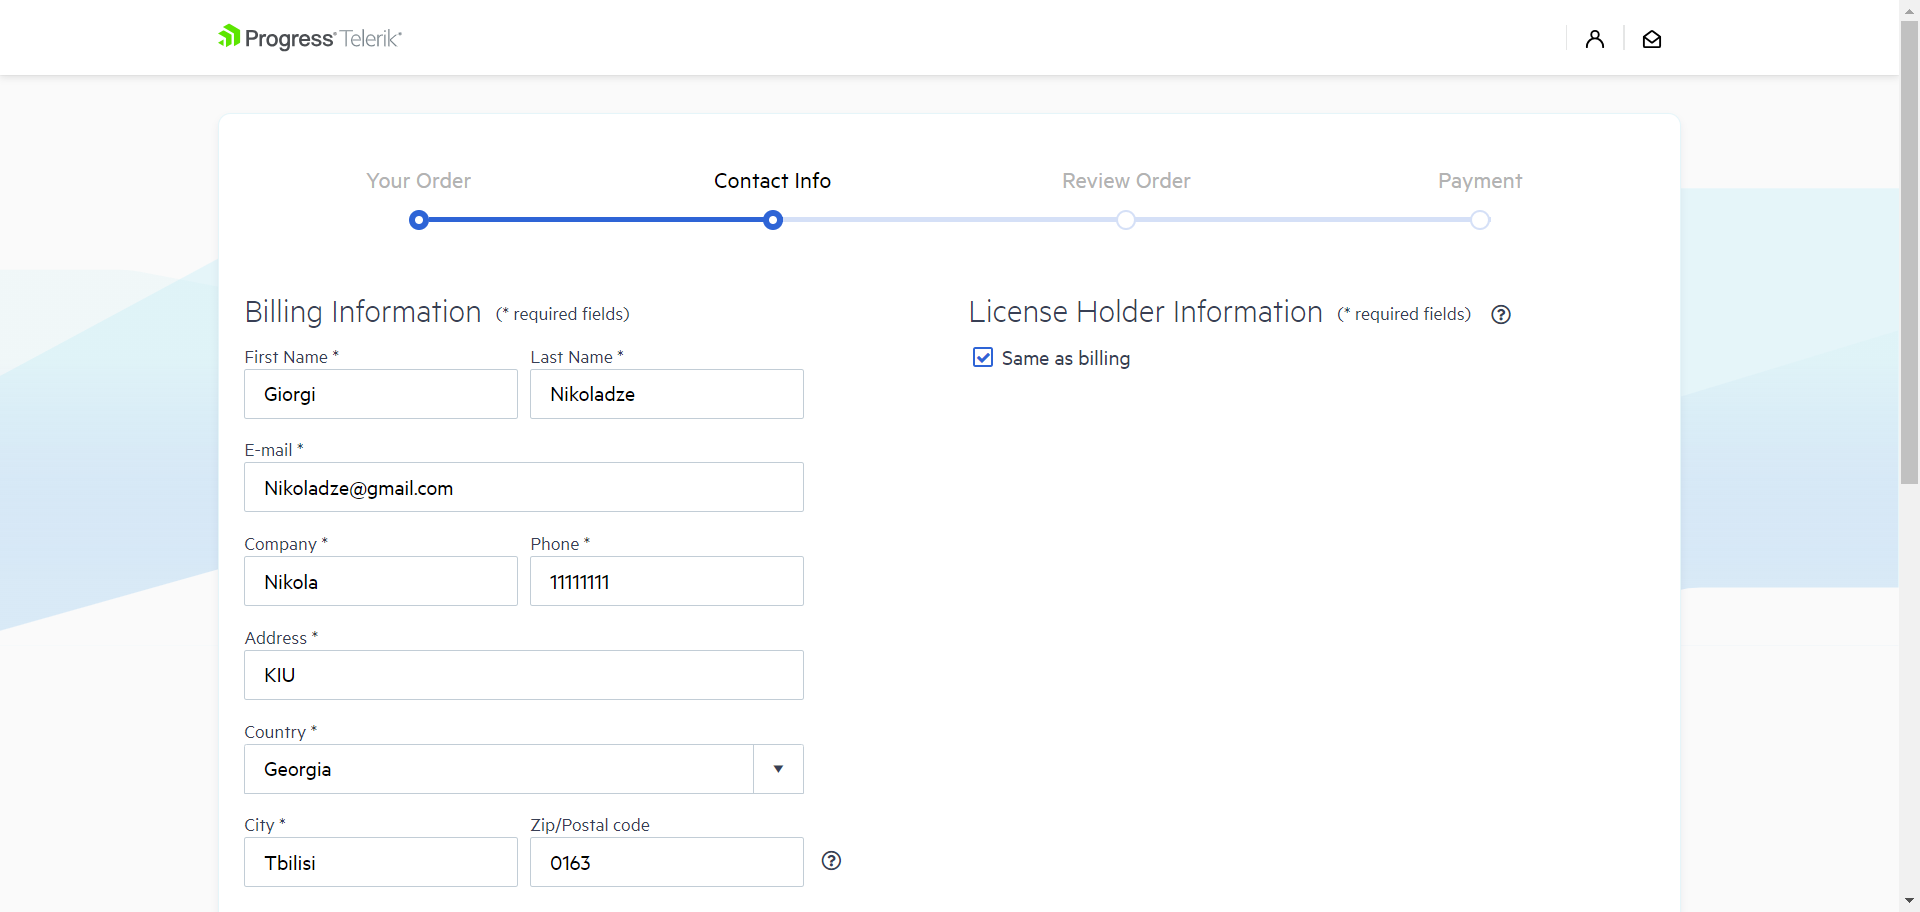 Progress Telerik
Your Order Contact Info Review Order Payment
Billing Information (* required fields)
First Name * Last Name *
Giorgi Nikoladze
E-mail *
Nikoladze@gmail.com
Company * Phone *
Nikola 11111111
Address *
KIU
Country *
Georgia
City * Zip/Postal code
Tbilisi 0163
License Holder Information (* required fields)
Same as billing